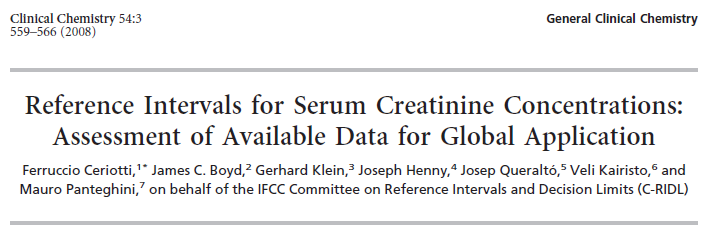 Clinical Chemistry 54:3
559–566 (2008)
General Clinical Chemistry
Reference Intervals for Serum Creatinine Concentrations:
Assessment of Available Data for Global Application
Ferruccio Ceriotti,1* James C. Boyd,2 Gerhard Klein,3 Joseph Henny,4 Josep Queraltó,5 Veli Kairisto,6 and
Mauro Panteghini,7 on behalf of the IFCC Committee on Reference Intervals and Decision Limits (C-RIDL)